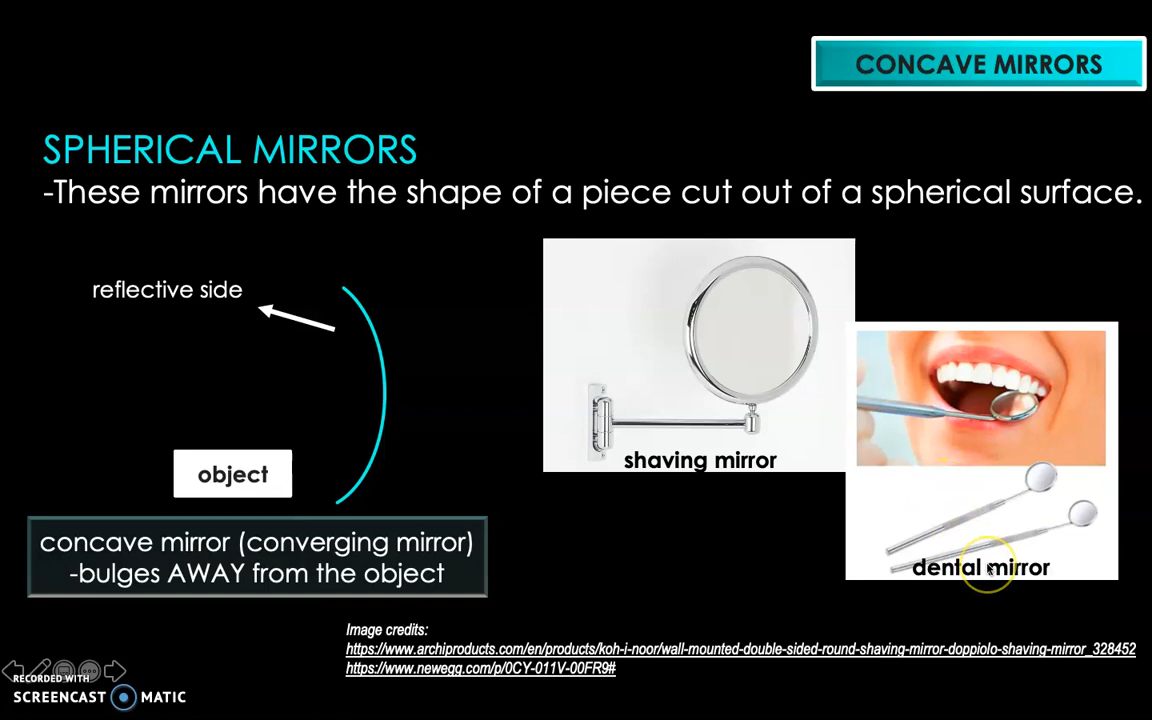 CONCAVE MIRRORS
SPHERICAL MIRRORS
-These mirrors have the shape of a piece cut out of a spherical surface.
reflective side
object
concave mirror (converging mirror)
-bulges AWAY from the object
shaving mirror
dental mirror
Image credits:
https://www.archiproducts.com/en/products/koh-i-noor/wall-mounted-double-sided-round-shaving-mirror-doppiolo-shaving-mirror_328452
https://www.newegg.com/p/0CY-011V-00FR9#
RECORDED WITH
SCREENCAST MATIC